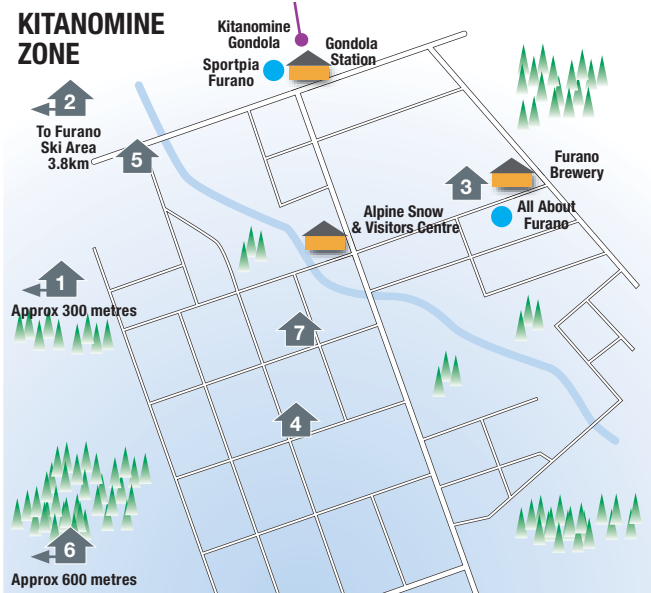 KITANOMINE
ZONE
Kitanomine
Gondola
Gondola
Station
Sportpia
Furano
2
To Furano
Ski Area
3.8km
5
3
Furano
Brewery
All About
Furano
Alpine Snow
& Visitors Centre
1
Approx 300 metres
7
4
6
Approx 600 metres